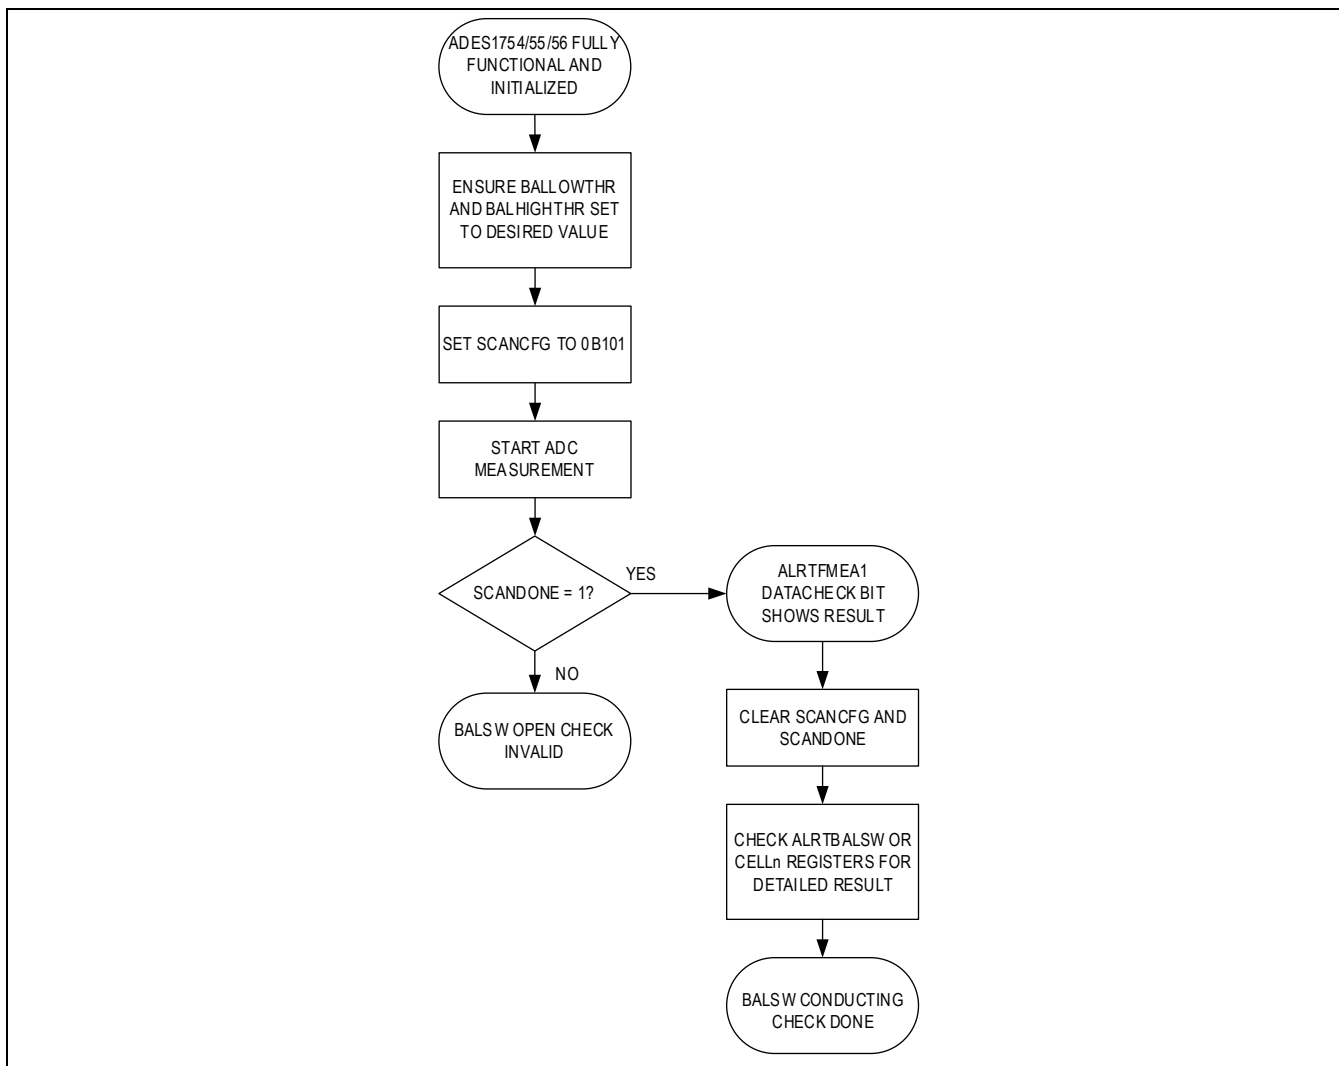 ADES1754/55/56 FULLY
FUNCTIONAL AND
INITIALIZED
ENSURE BALLOWTHR
AND BALHIGHTHR SET
TO DESIRED VALUE
SET SCANCFG TO 0B101
START ADC
MEASUREMENT
SCANDONE = 1?
YES
NO
BALSW OPEN CHECK
INVALID
ALRTFMEA1
DATACHECK BIT
SHOWS RESULT
CLEAR SCANCFG AND
SCANDONE
CHECK ALRTBALSW OR
CELLn REGISTERS FOR
DETAILED RESULT
BALSW CONDUCTING
CHECK DONE